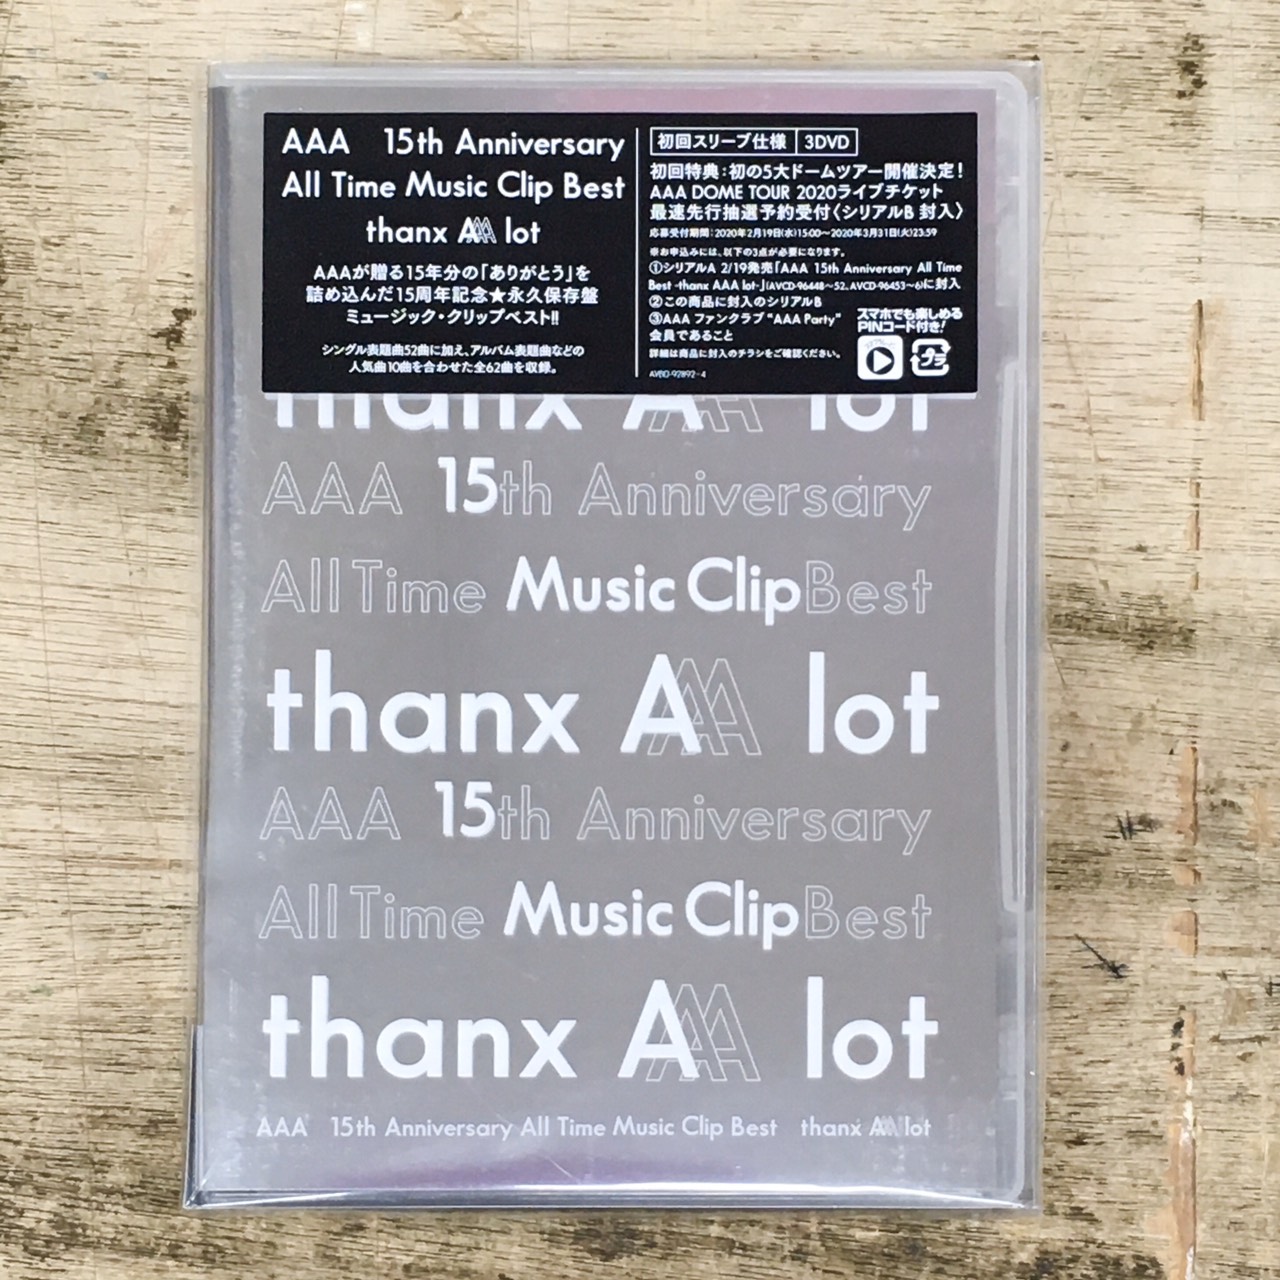 AAA 15th Anniversary
All Time Music Clip Best
thanx AAA lot
AAAが贈る15年分の「ありがとう」を
詰め込んだ15周年記念★永久保存盤
ミュージック・クリップベスト!!
シングル表題曲52曲に加え、アルバム表題曲などの
人気曲10曲を合わせた全62曲を収録。
初回スリーブ仕様 3DVD
初回特典:初の5大ドームツアー開催決定!
AAA DOME TOUR 2020ライブチケット
最速先行抽選予約受付〈シリアルB 封入〉
応募受付期間:2020年2月19日(水)15:00〜2020年3月31日(火)23:59
※お申込みには、以下の3点が必要になります。
①シリアルA 2/19発売「AAA 15th Anniversary All Time
Best -thanx AAA lot-」(AVCD-96448〜52、AVCD-96453〜6)に封入
②この商品に封入のシリアルB
③AAA ファンクラブ"AAA Party"
会員であること
詳細は商品に封入のチラシをご確認ください。
AVBD-92892〜4
スマホでも楽しめる
PINコード付き!
プラ
thanx AAA lot
AAA 15th Anniversary
All Time Music Clip Best
thanx AAA lot
AAA 15th Anniversary
All Time Music Clip Best
thanx AAA lot
AAA 15th Anniversary All Time Music Clip Best thanx AAA lot